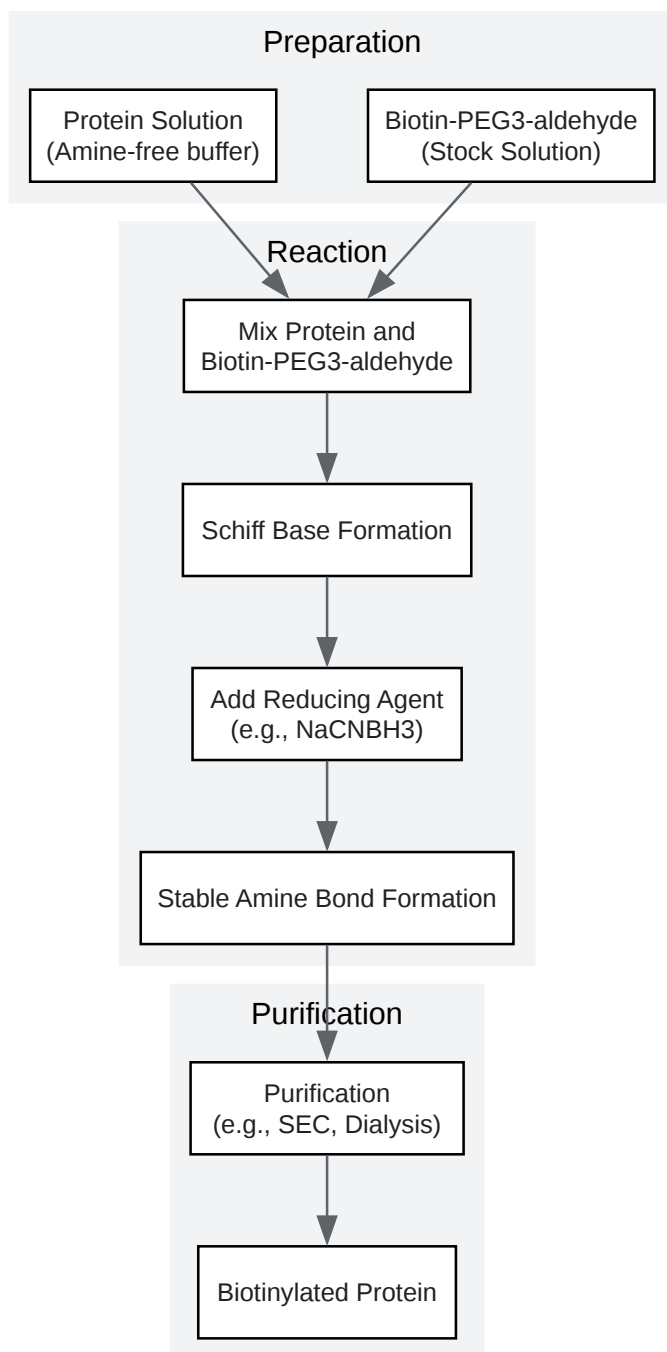 Preparation
Protein Solution
(Amine-free buffer)
Biotin-PEG3-aldehyde
(Stock Solution)
Reaction
Mix Protein and
Biotin-PEG3-aldehyde
Schiff Base Formation
Add Reducing Agent
(e.g., NaCNBH3)
Stable Amine Bond Formation
Purification
Purification
(e.g., SEC, Dialysis)
Biotinylated Protein